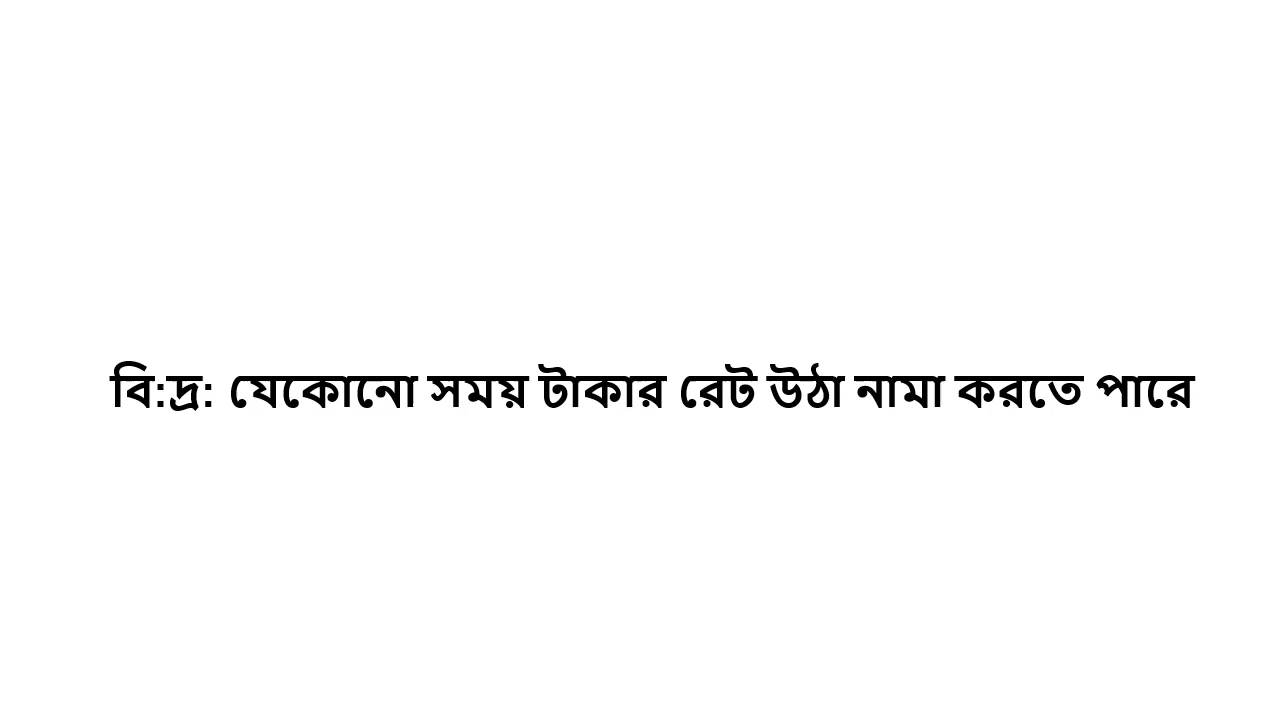 বি:দ্র: যেকোনো সময় টাকার রেট উঠা নামা করতে পারে